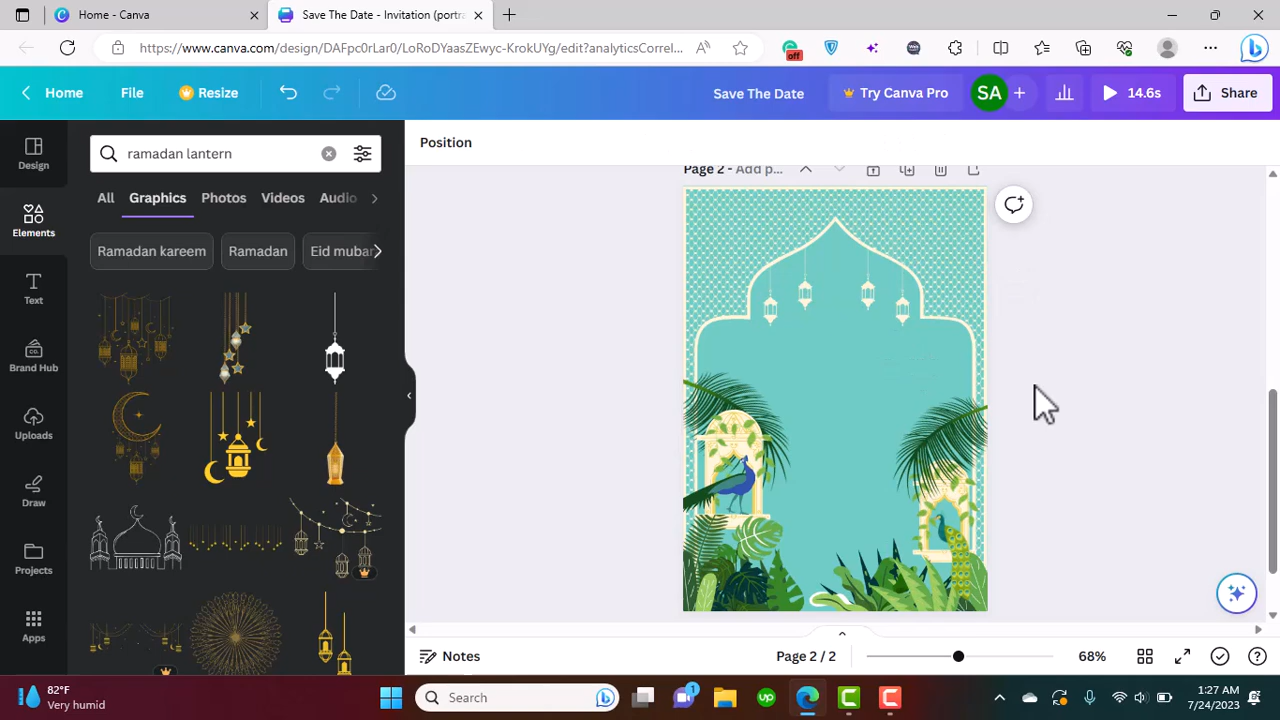 Home - Canva
Save The Date - Invitation (portra
https://www.canva.com/design/DAFpc0rLar0/LoRoDYaasZEwyc-KrokUYg/edit?analyticsCorrel...
off
Home
File
Resize
Save The Date
Try Canva Pro
SA
14.6s
Share
Design
Elements
Text
Brand Hub
Uploads
Draw
Projects
Apps
ramadan lantern
All
Graphics
Photos
Videos
Audio
Ramadan kareem
Ramadan
Eid mubar
Position
Page 2 - Add p...
Notes
Page 2 / 2
68%
82°F
Very humid
Search
1
1:27 AM
7/24/2023